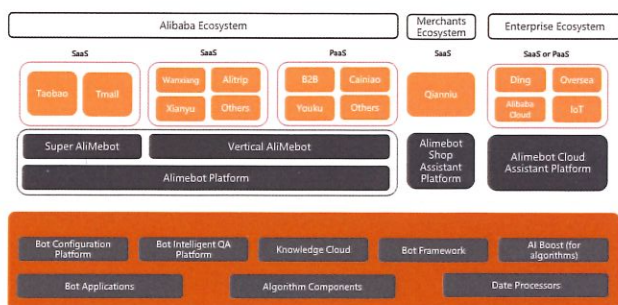 Alibaba Ecosystem
Merchants
Ecosystem
Enterprise Ecosystem
SaaS
SaaS
PaaS
SaaS
SaaS or PaaS
Taobao
Tmall
Wanxiang
Alitrip
Xianyu
Others
B2B
Cainiao
Youku
Others
Qianniu
Ding
Oversea
Alibaba
Cloud
IoT
Super AliMebot
Vertical AliMebot
Alimebot Platform
Alimebot
Shop
Assistant
Platform
Alimebot Cloud
Assistant Platform
Bot Configuration
Platform
Bot Intelligent QA
Platform
Knowledge Cloud
Bot Framework
AI Boost (for
algorithms)
Bot Applications
Algorithm Components
Date Processors